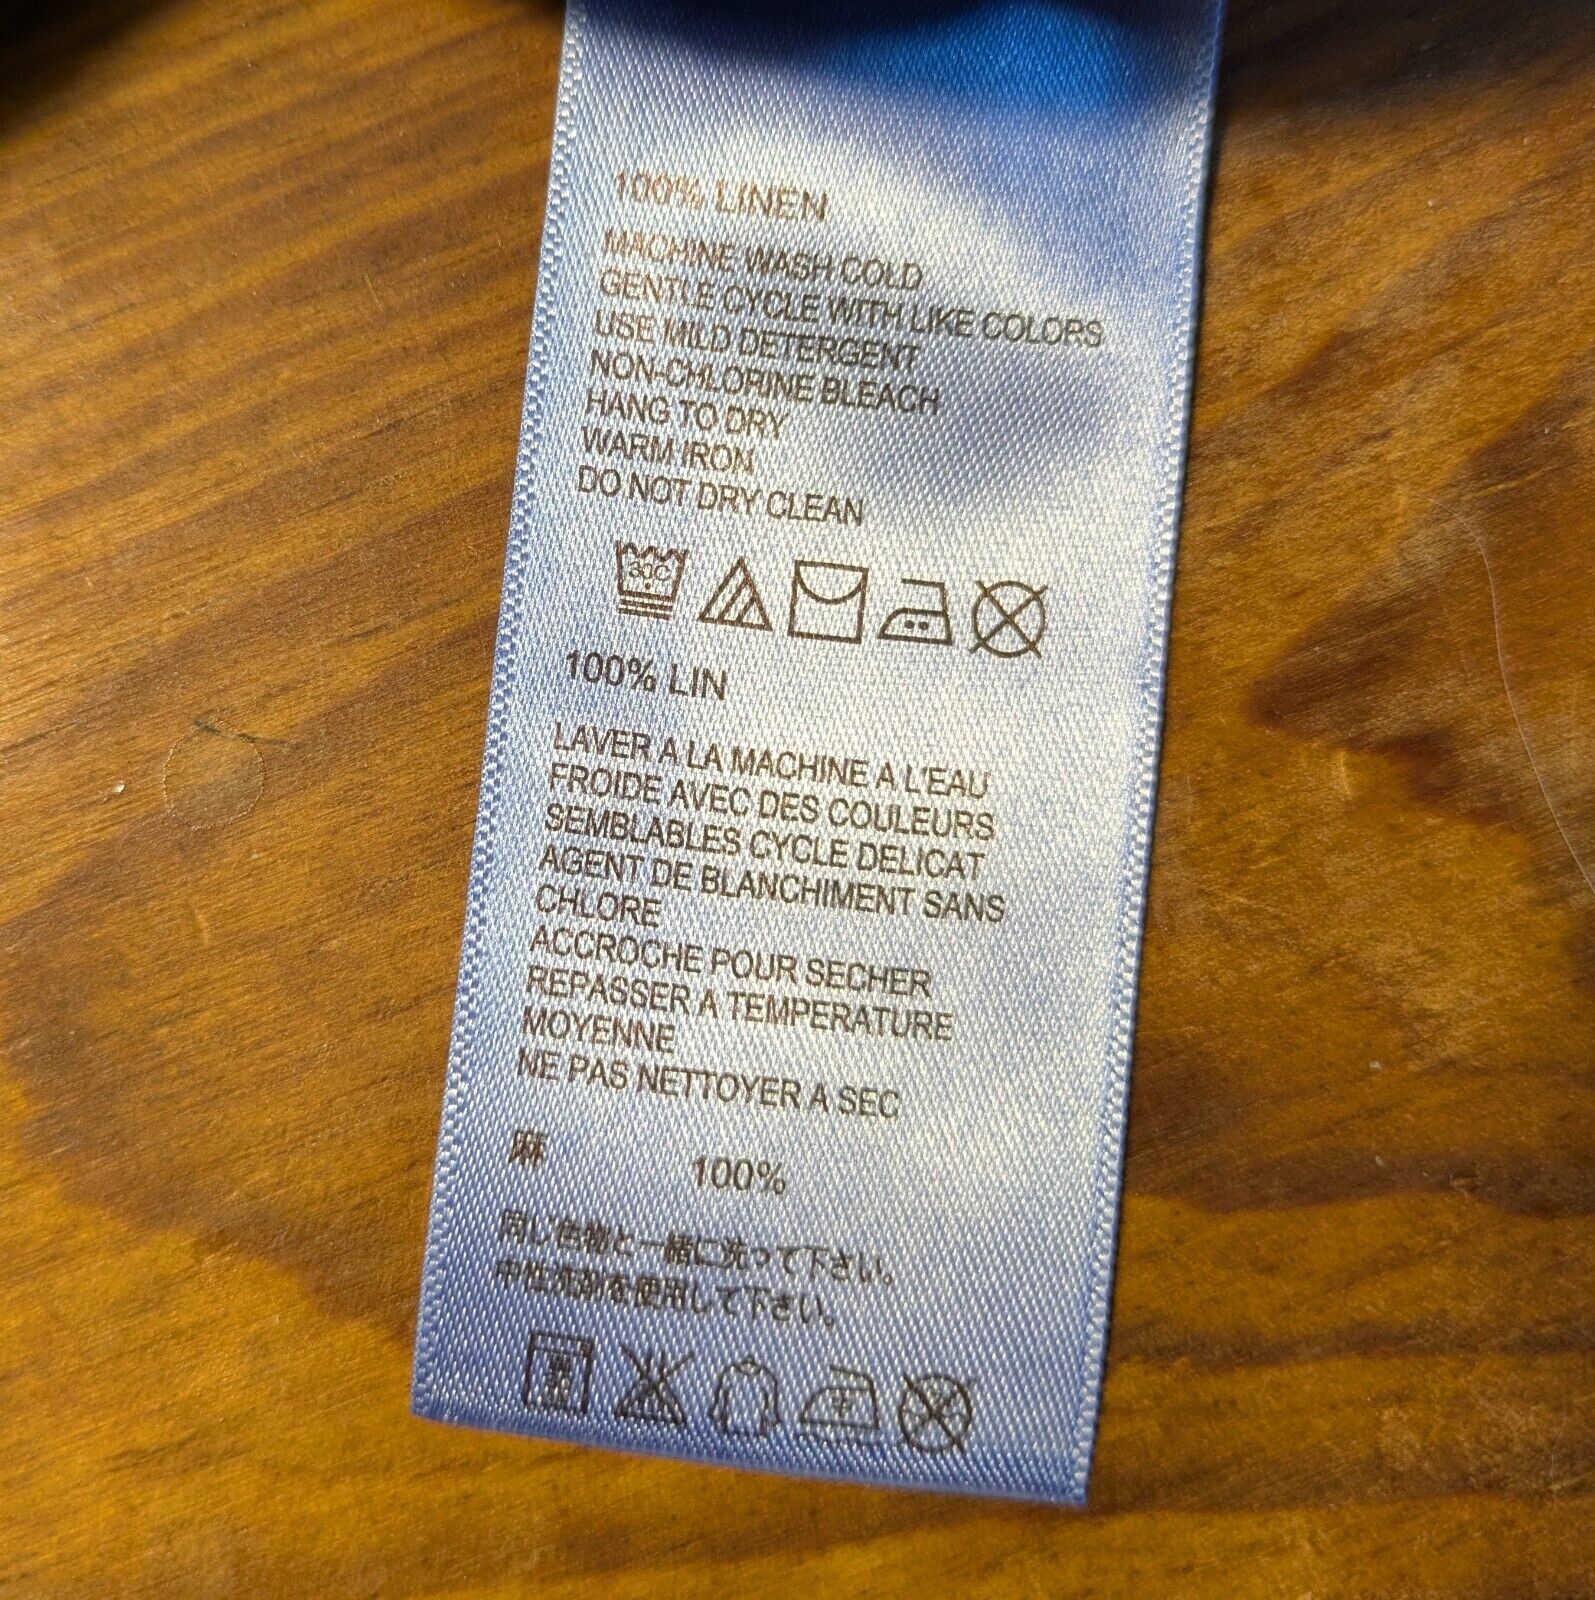 100% LINEN
MACHINE WASH COLD
GENTLE CYCLE WITH LIKE COLORS
USE MILD DETERGENT
NON-CHLORINE BLEACH
HANG TO DRY
WARM IRON
DO NOT DRY CLEAN
30C
100% LIN
LAVER A LA MACHINE A L'EAU
FROIDE AVEC DES COULEURS
SEMBLABLES CYCLE DELICAT
AGENT DE BLANCHIMENT SANS
CHLORE
ACCROCHE POUR SECHER
REPASSER A TEMPERATURE
MOYENNE
NE PAS NETTOYER A SEC
麻 100%
同じ色物と一緒に洗って下さい。
中性洗剤を使用して下さい。
中